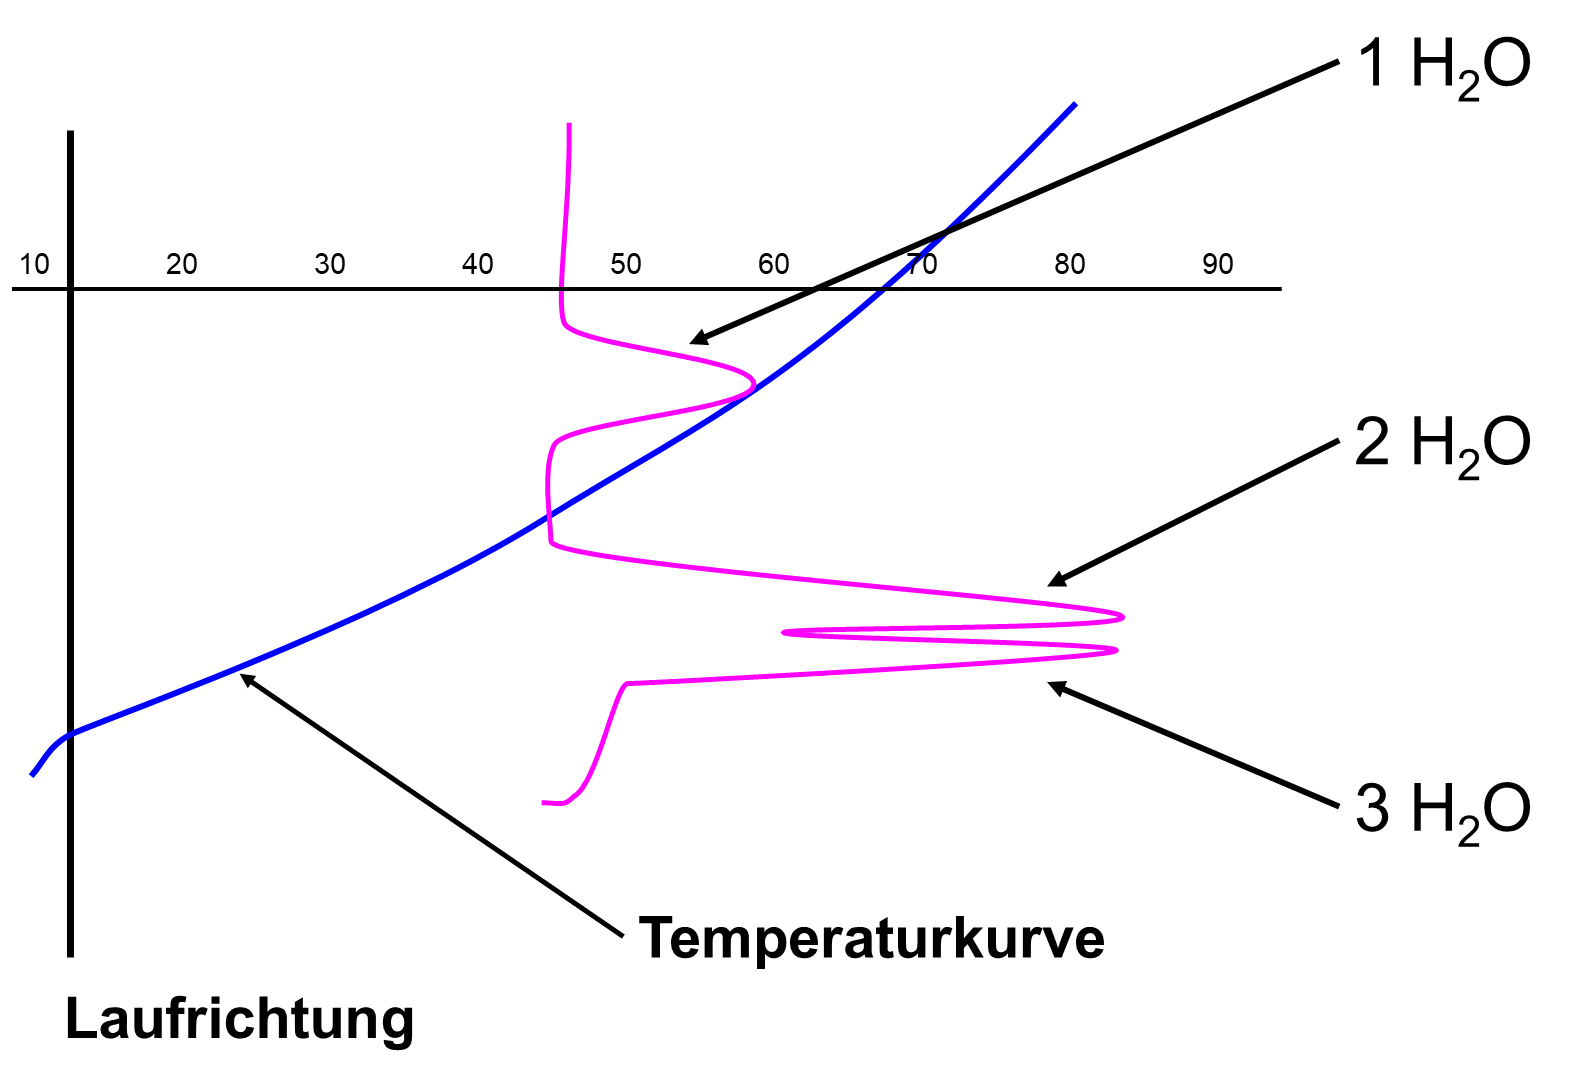 1 H₂O
10 20 30 40 50 60 70 80 90
2 H₂O
3 H₂O
Temperaturkurve
Laufrichtung